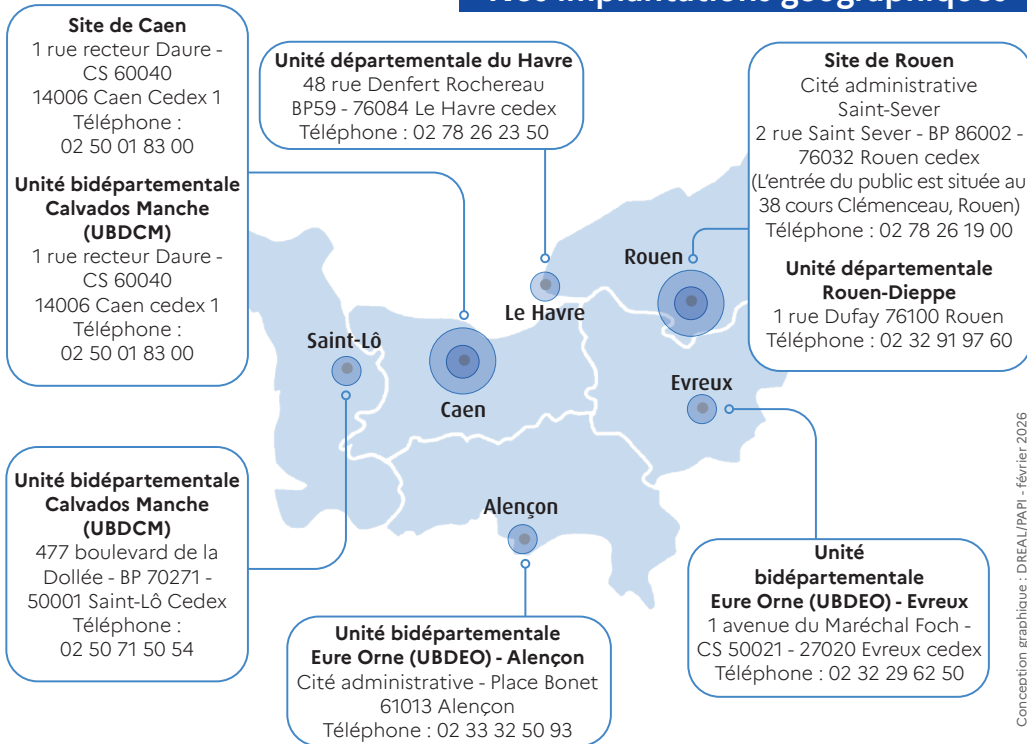 Nos implantations géographiques
Site de Caen
1 rue recteur Daure -
CS 60040
14006 Caen Cedex 1
Téléphone :
02 50 01 83 00
Unité bidépartementale
Calvados Manche
(UBDCM)
1 rue recteur Daure -
CS 60040
14006 Caen cedex 1
Téléphone :
02 50 01 83 00
Unité départementale du Havre
48 rue Denfert Rochereau
BP59 - 76084 Le Havre cedex
Téléphone : 02 78 26 23 50
Site de Rouen
Cité administrative
Saint-Sever
2 rue Saint Sever - BP 86002 -
76032 Rouen cedex
(L'entrée du public est située au
38 cours Clémenceau, Rouen)
Téléphone : 02 78 26 19 00
Unité départementale
Rouen-Dieppe
1 rue Dufay 76100 Rouen
Téléphone : 02 32 91 97 60
Rouen
Le Havre
Saint-Lô
Caen
Evreux
Alençon
Unité bidépartementale
Calvados Manche
(UBDCM)
477 boulevard de la
Dollée - BP 70271 -
50001 Saint-Lô Cedex
Téléphone :
02 50 71 50 54
Unité bidépartementale
Eure Orne (UBDEO) - Alençon
Cité administrative - Place Bonet
61013 Alençon
Téléphone : 02 33 32 50 93
Unité
bidépartementale
Eure Orne (UBDEO) - Evreux
1 avenue du Maréchal Foch -
CS 50021 - 27020 Evreux cedex
Téléphone : 02 32 29 62 50
Conception graphique : DREAL/PAPI - février 2026